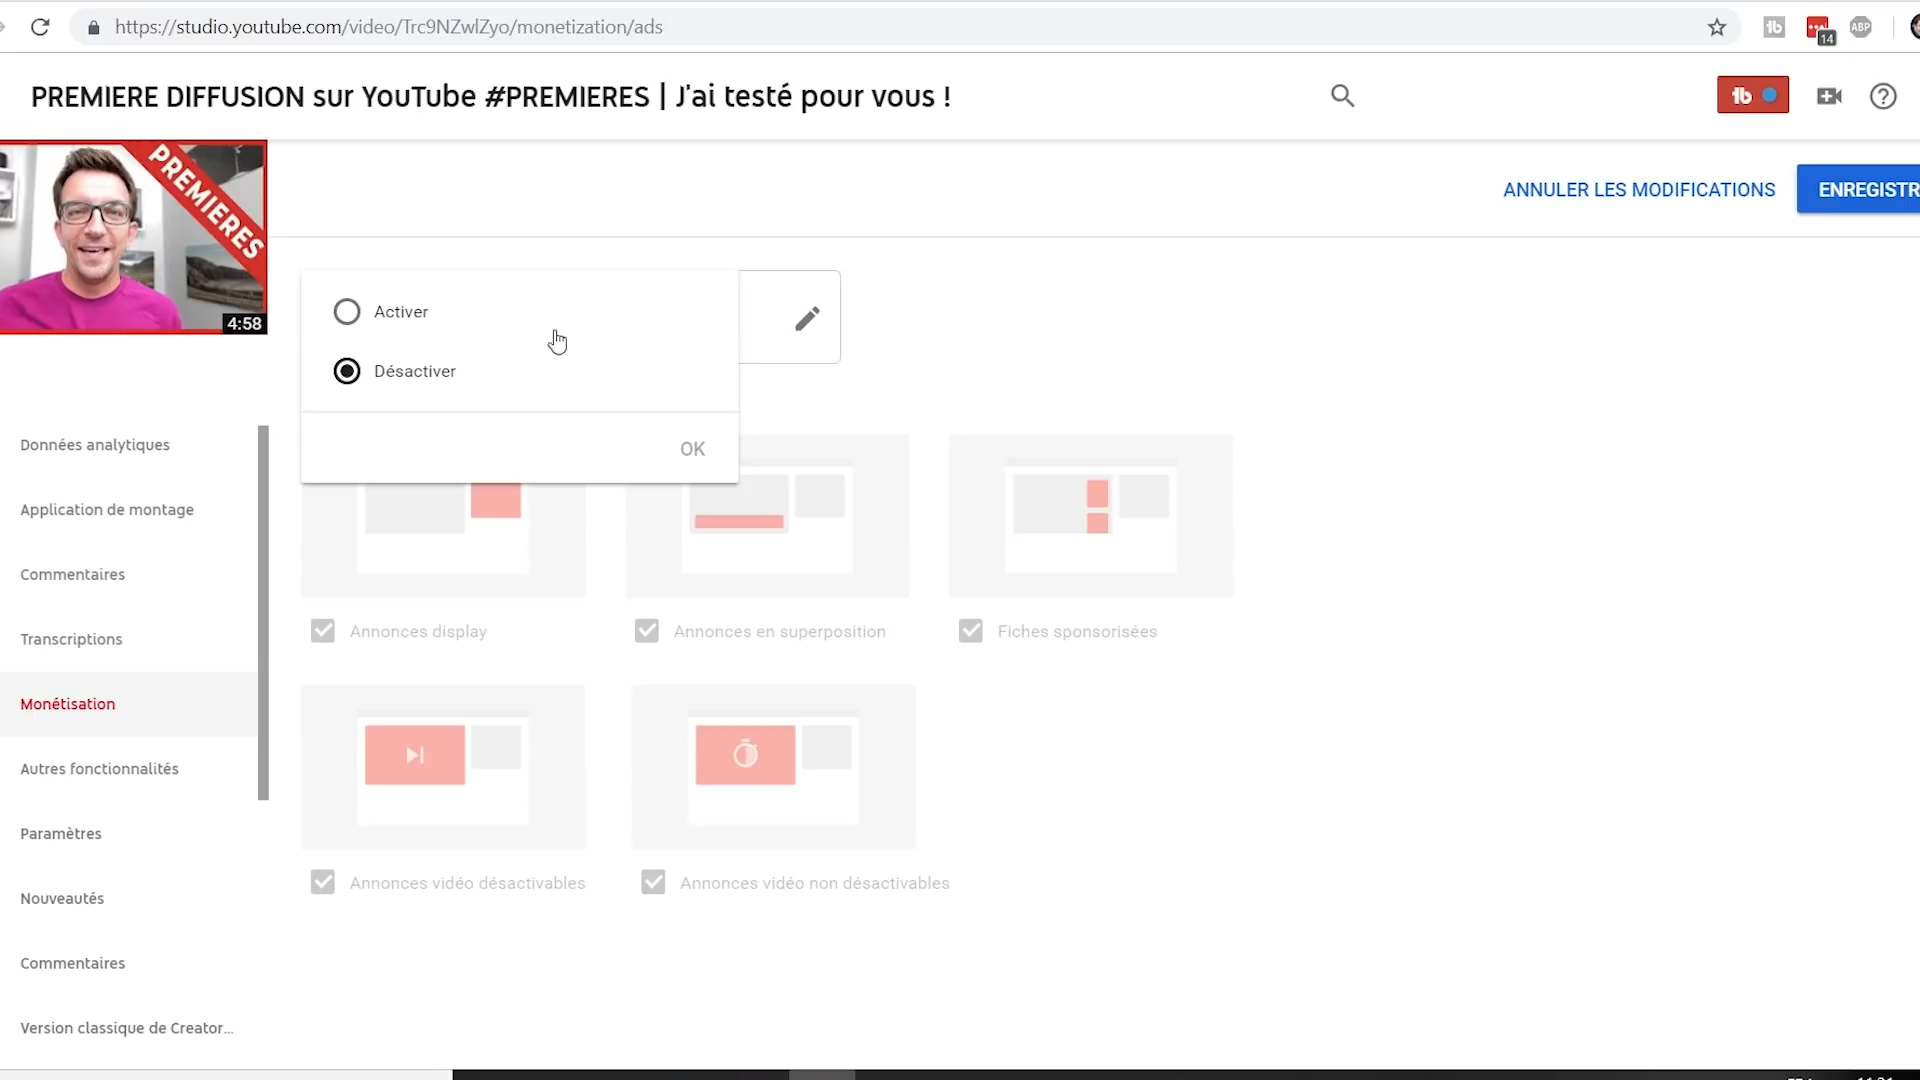 https://studio.youtube.com/video/Trc9NZwlZyo/monetization/ads
14
ABP
PREMIERE DIFFUSION sur YouTube #PREMIERES | J'ai testé pour vous !
PREMIERES
4:58
ANNULER LES MODIFICATIONS
ENREGISTR
Activer
Désactiver
OK
Données analytiques
Application de montage
Commentaires
Transcriptions
Monétisation
Autres fonctionnalités
Paramètres
Nouveautés
Commentaires
Version classique de Creator...
Annonces display
Annonces en superposition
Fiches sponsorisées
Annonces vidéo désactivables
Annonces vidéo non désactivables